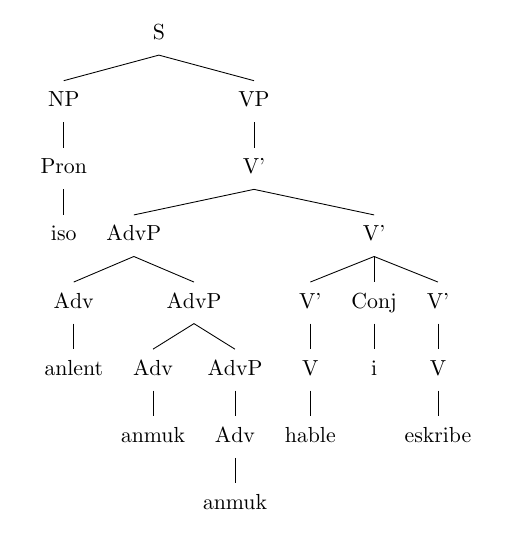 S
NP VP
Pron V'
iso AdvP V'
Adv AdvP V' Conj V'
anlent Adv AdvP V i V
anmuk Adv hable eskribe
anmuk